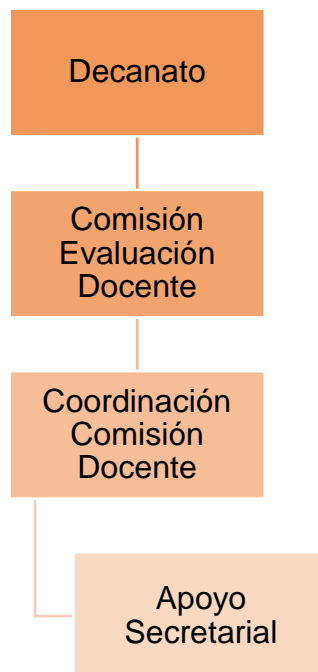 Decanato
Comisión
Evaluación
Docente
Coordinación
Comisión
Docente
Apoyo
Secretarial